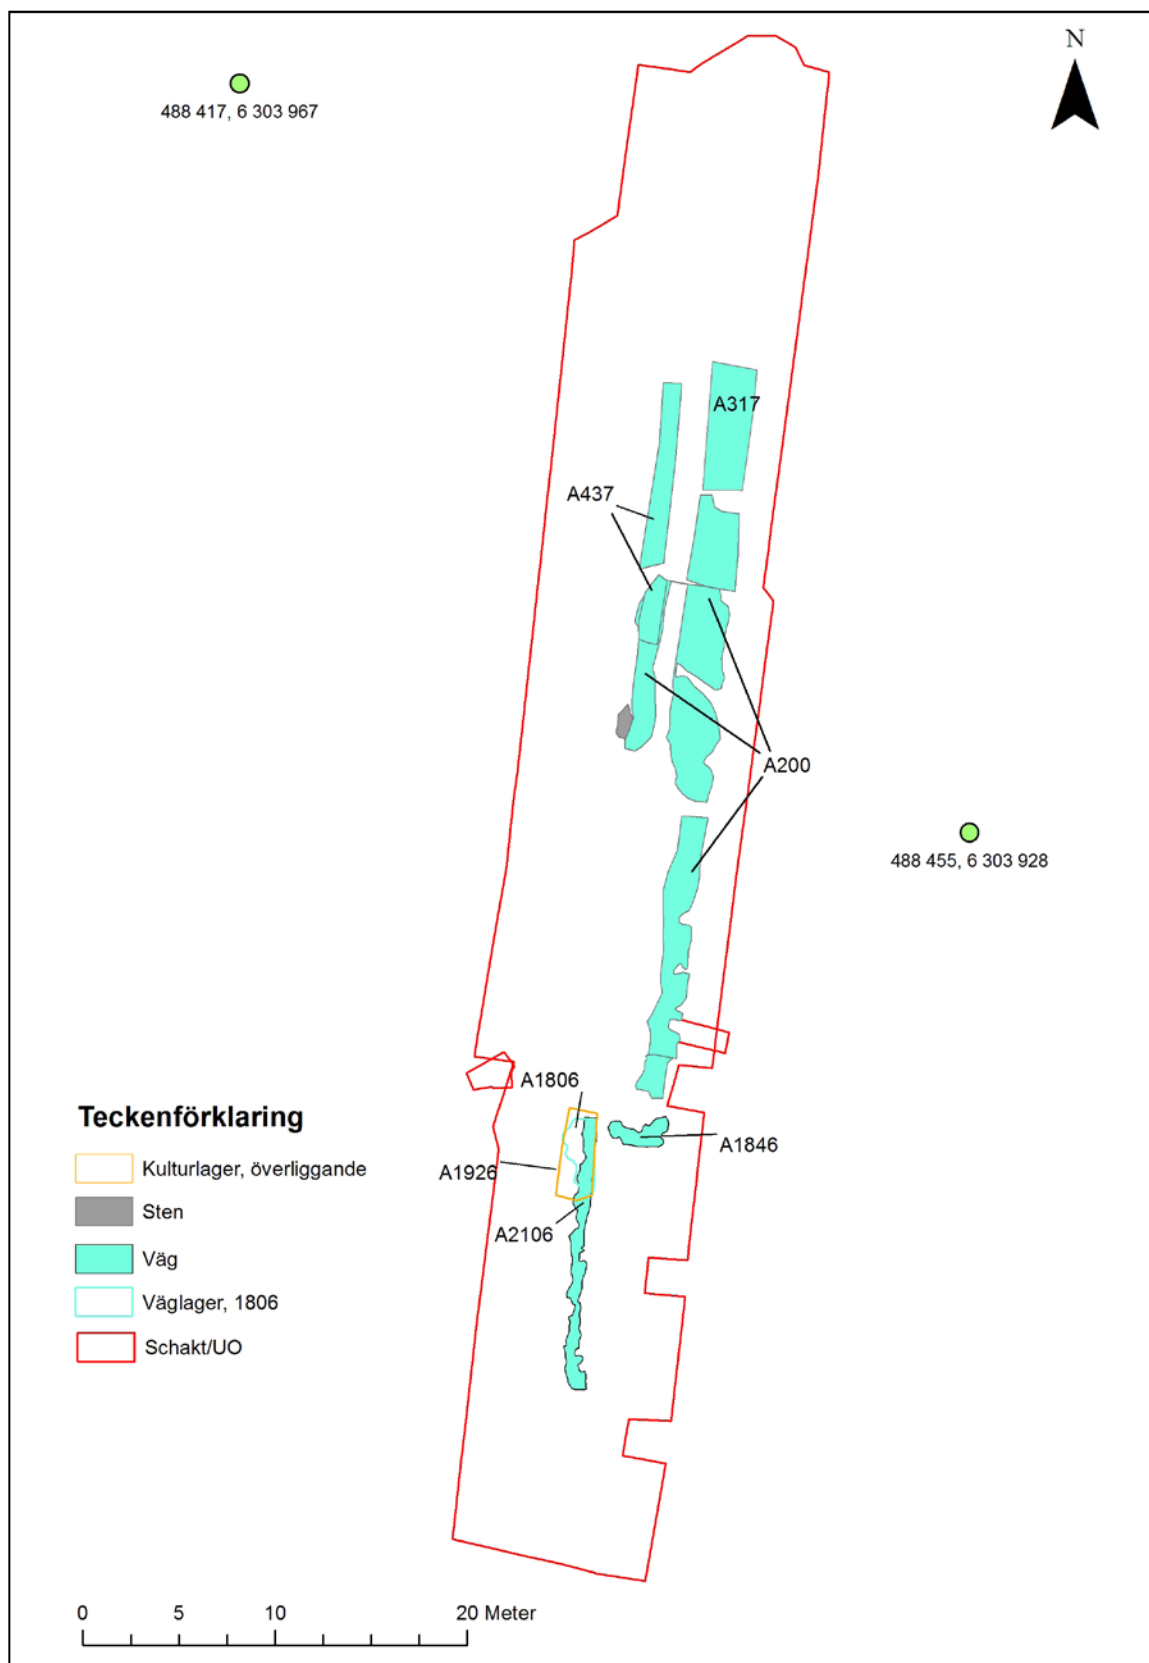 N
488 417, 6 303 967
A317
A437
A200
488 455, 6 303 928
A1806
A1846
A1926
A2106
Teckenförklaring
Kulturlager, överliggande
Sten
Väg
Väglager, 1806
Schakt/UO
0 5 10 20 Meter